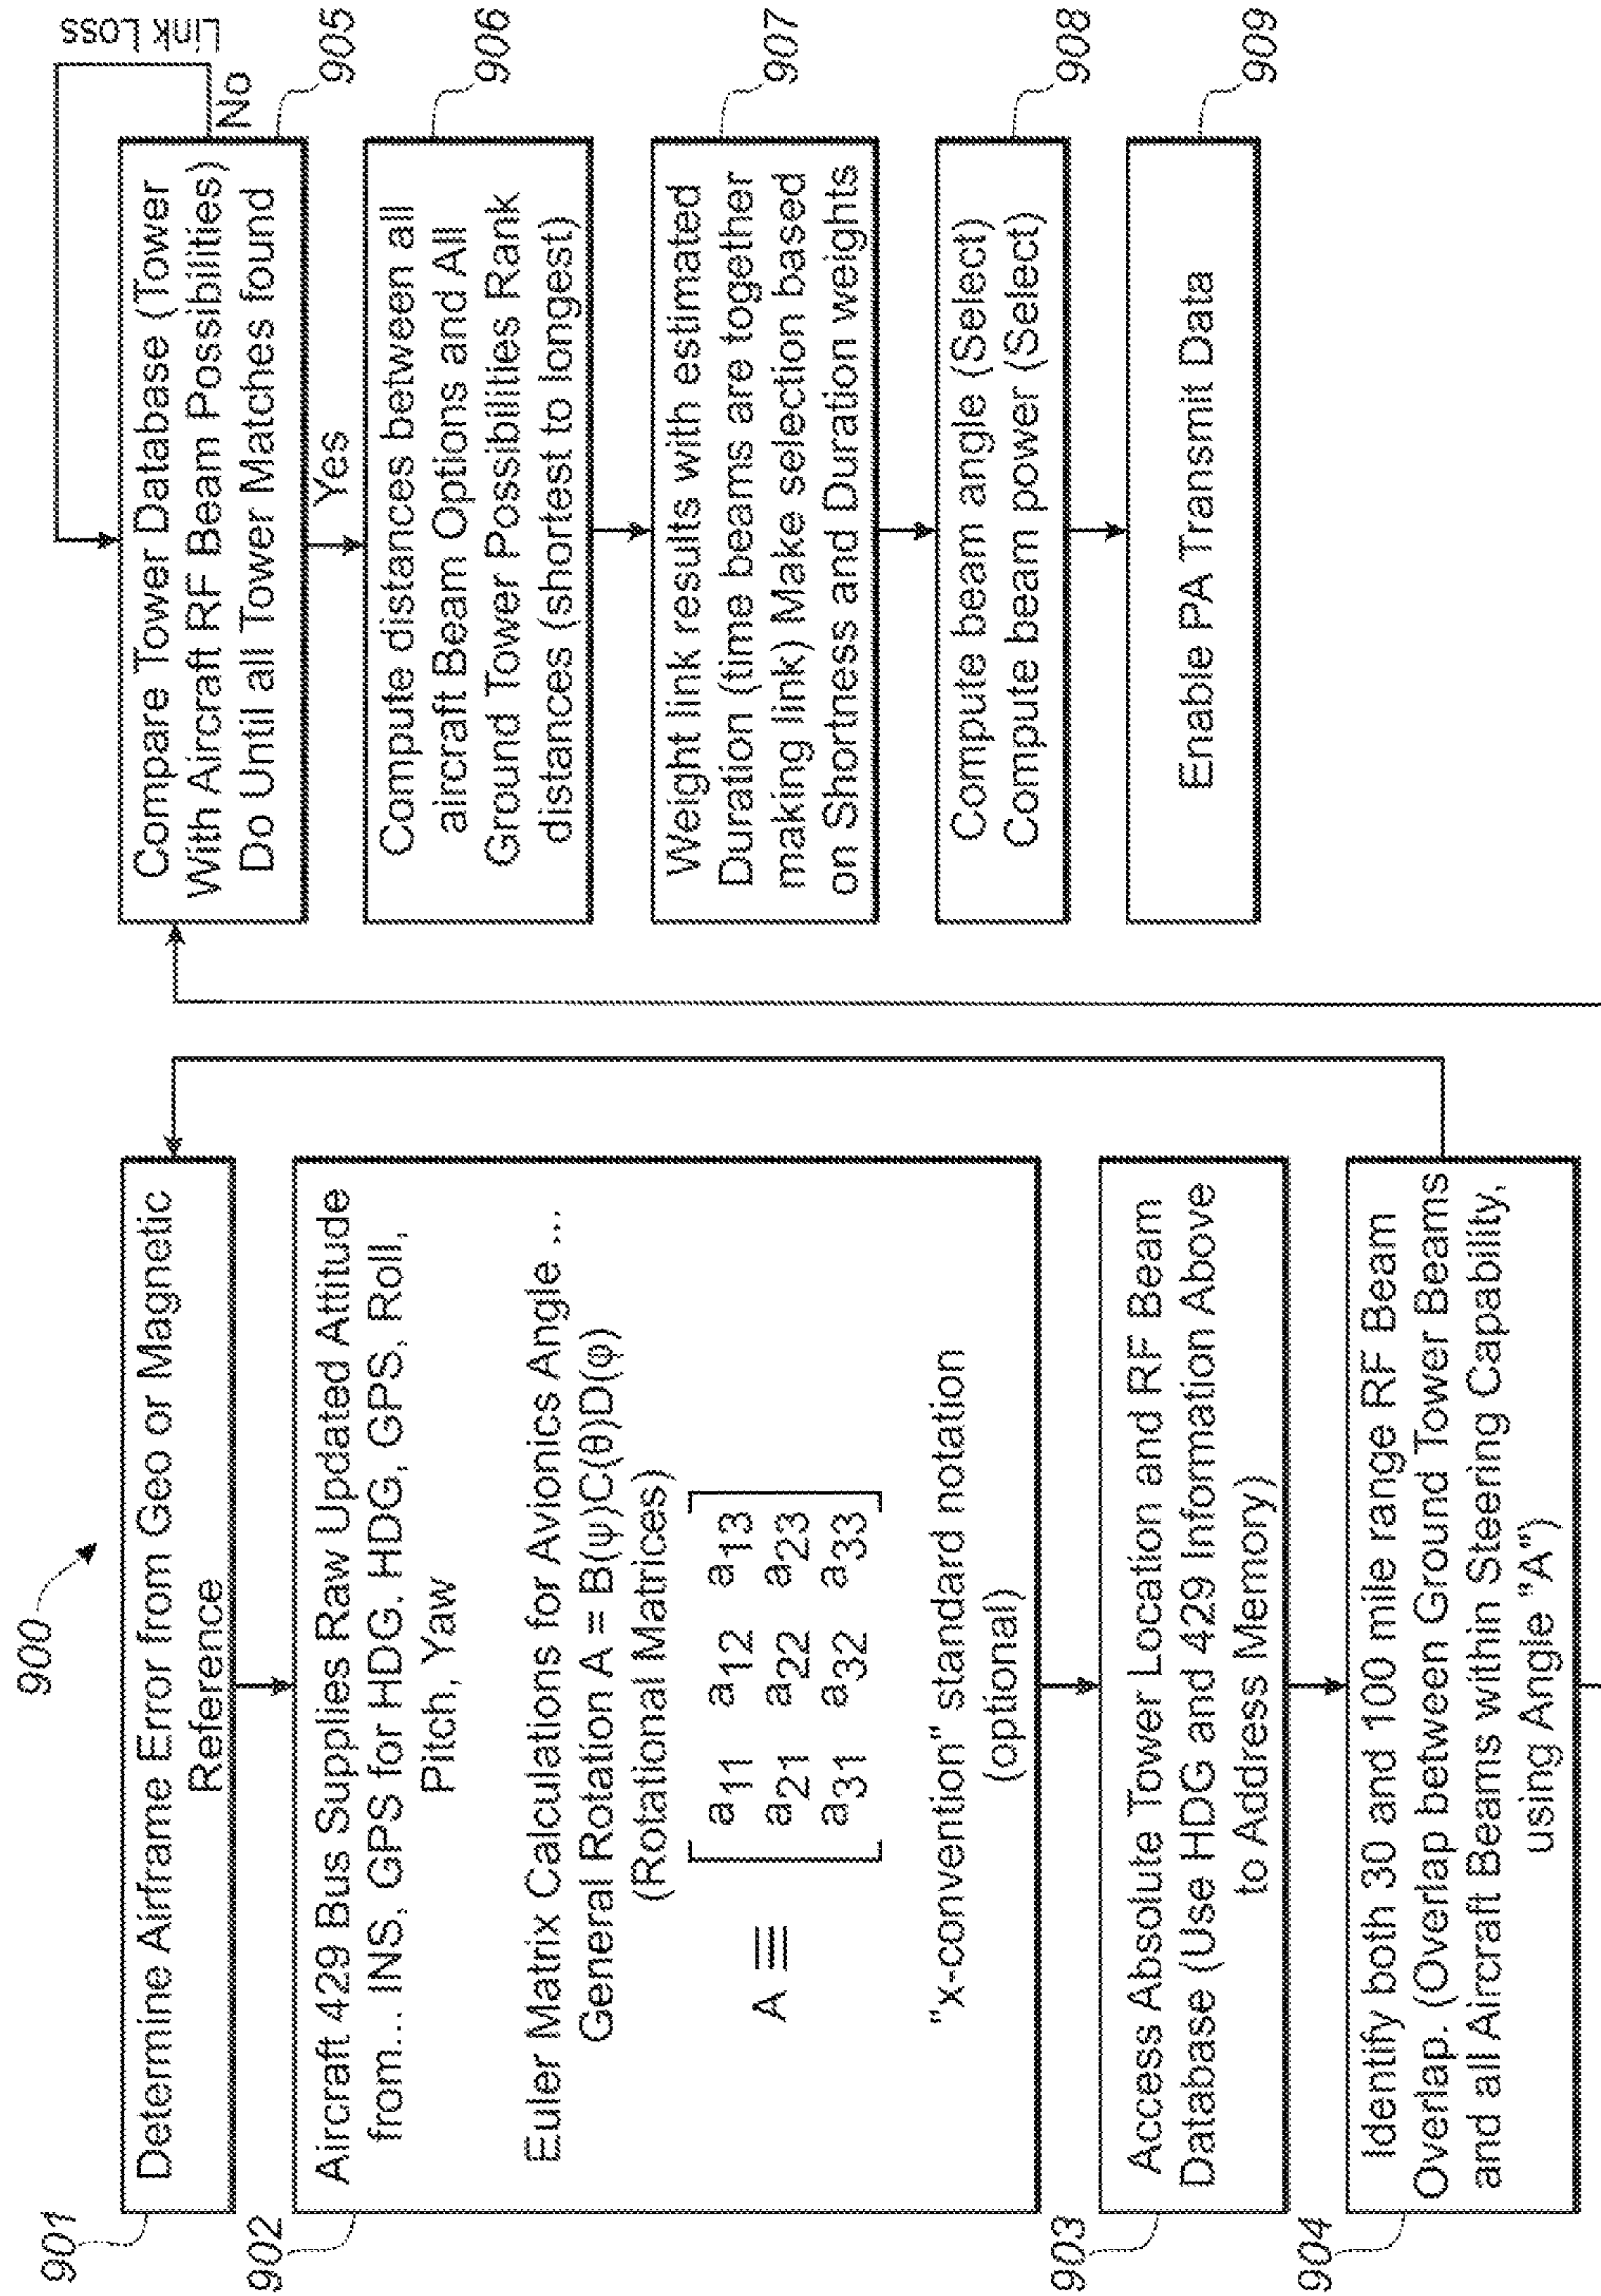 900
901
Determine Airframe Error from Geo or Magnetic
Reference
902
Aircraft 429 Bus Supplies Raw Updated Attitude
from... INS, GPS for HDG, HDG, GPS, Roll,
Pitch, Yaw
Euler Matrix Calculations for Avionics Angle ...
General Rotation A = B(ψ)C(θ)D(φ)
(Rotational Matrices)
A ≡
a11 a12 a13
a21 a22 a23
a31 a32 a33
"x-convention" standard notation
(optional)
903
Access Absolute Tower Location and RF Beam
Database (Use HDG and 429 Information Above
to Address Memory)
904
Identify both 30 and 100 mile range RF Beam
Overlap. (Overlap between Ground Tower Beams
and all Aircraft Beams within Steering Capability,
using Angle "A")
Link Loss
No
905
Compare Tower Database (Tower
With Aircraft RF Beam Possibilities)
Do Until all Tower Matches found
Yes
906
Compute distances between all
aircraft Beam Options and All
Ground Tower Possibilities Rank
distances (shortest to longest)
907
Weight link results with estimated
Duration (time beams are together
making link) Make selection based
on Shortness and Duration weights
908
Compute beam angle (Select)
Compute beam power (Select)
909
Enable PA Transmit Data